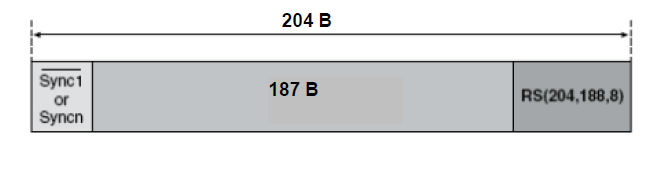 204 B
Sync1
or
Syncn
187 B
RS(204,188,8)